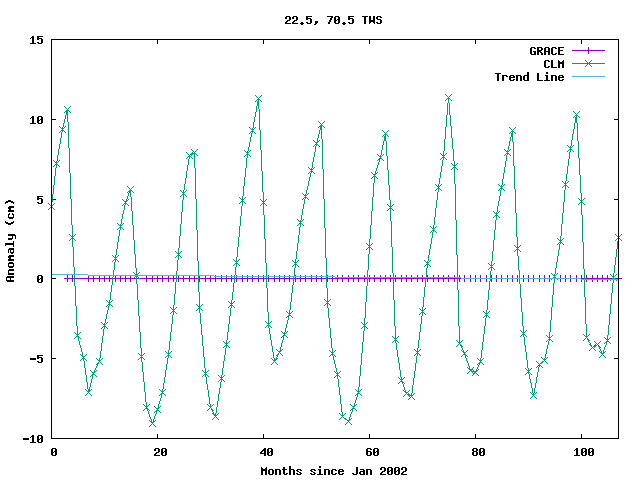 22.5, 70.5 TWS
GRACE
CLM
Trend Line
15
10
5
0
-5
-10
Anomaly (cm)
0 20 40 60 80 100
Months since Jan 2002